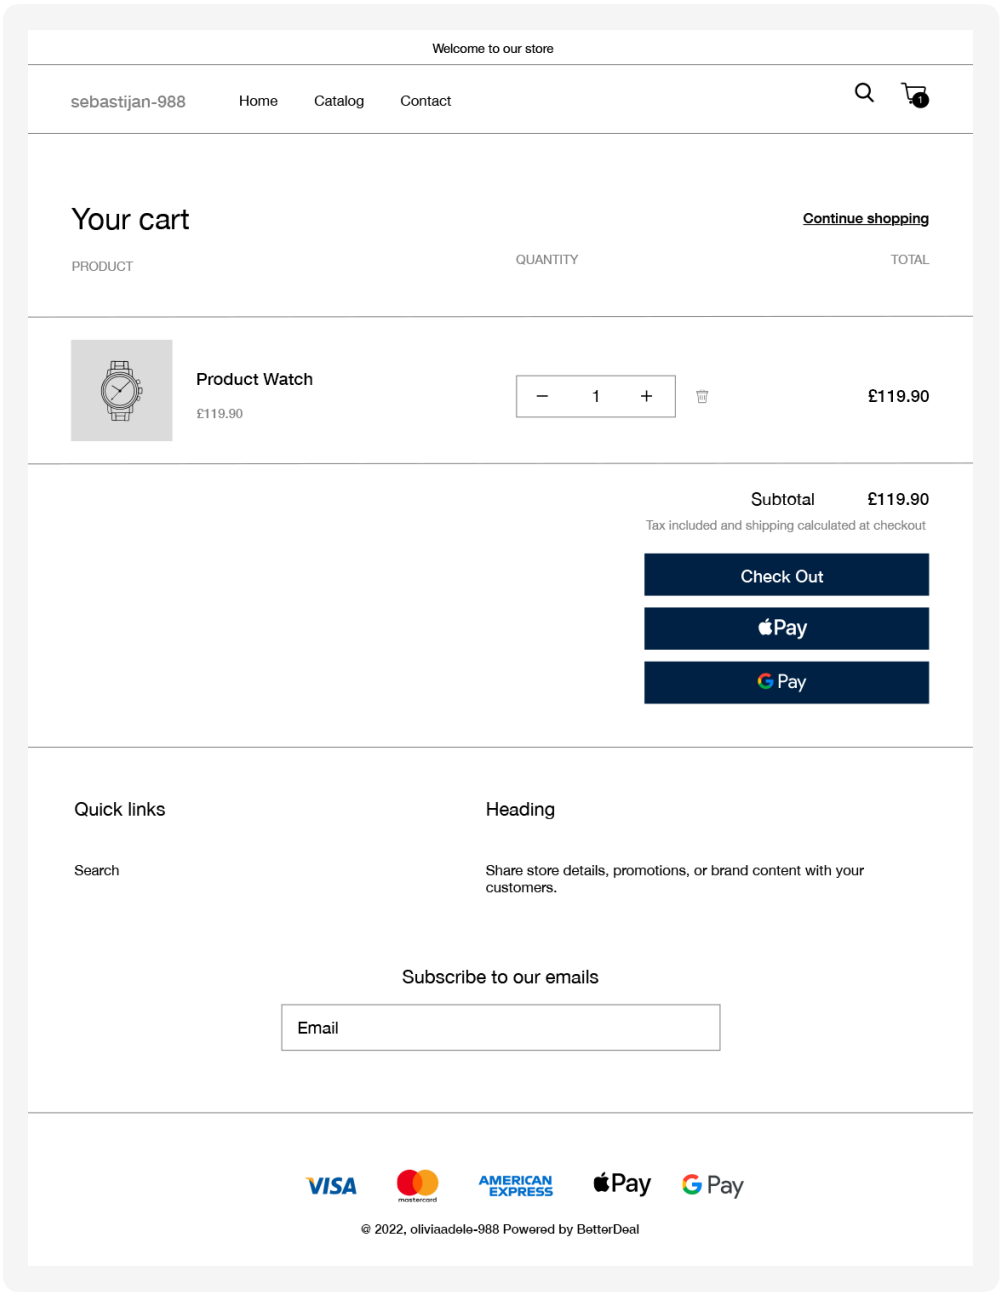 Welcome to our store
sebastijan-988 Home Catalog Contact
1
Your cart
Continue shopping
PRODUCT QUANTITY TOTAL
Product Watch
£119.90
− 1 +
£119.90
Subtotal £119.90
Tax included and shipping calculated at checkout
Check Out
Pay
G Pay
Quick links
Search
Heading
Share store details, promotions, or brand content with your
customers.
Subscribe to our emails
Email
VISA
mastercard
AMERICAN
EXPRESS
Pay
G Pay
@ 2022, oliviaadele-988 Powered by BetterDeal